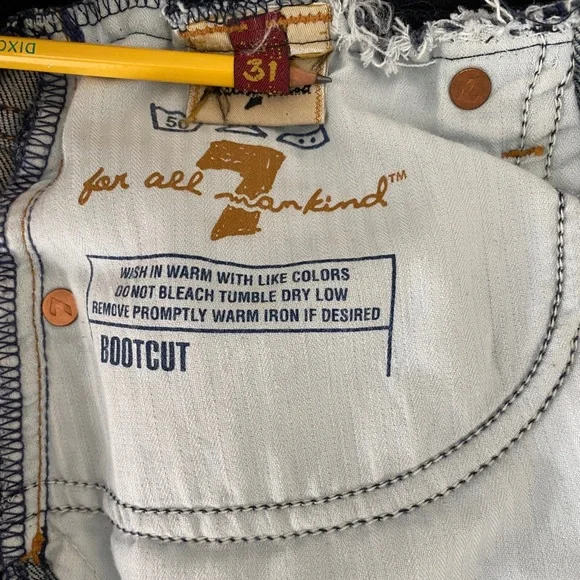 DIXO
31
50
for all 7 mankind™
WASH IN WARM WITH LIKE COLORS
DO NOT BLEACH TUMBLE DRY LOW
REMOVE PROMPTLY WARM IRON IF DESIRED
BOOTCUT